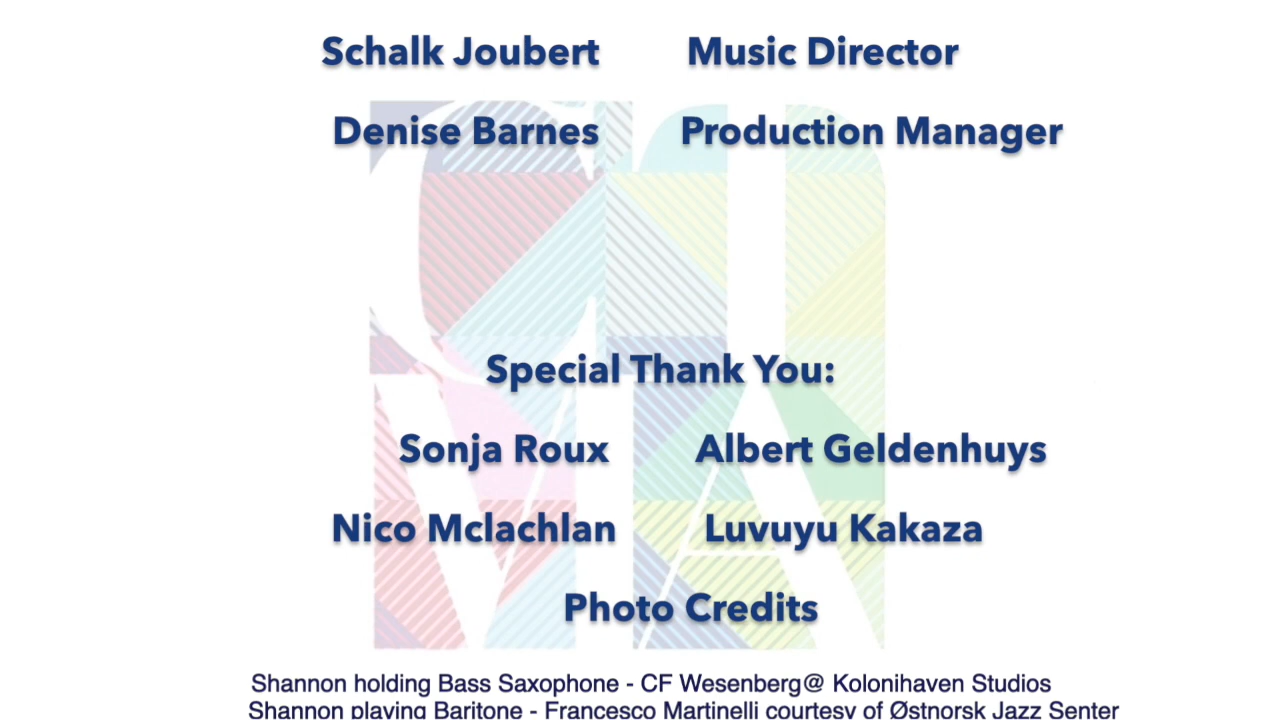 Schalk Joubert Music Director
Denise Barnes Production Manager
Special Thank You:
Sonja Roux Albert Geldenhuys
Nico Mclachlan Luvuyu Kakaza
Photo Credits
Shannon holding Bass Saxophone - CF Wesenberg@ Kolonihaven Studios
Shannon playing Baritone - Francesco Martinelli courtesy of Østnorsk Jazz Senter